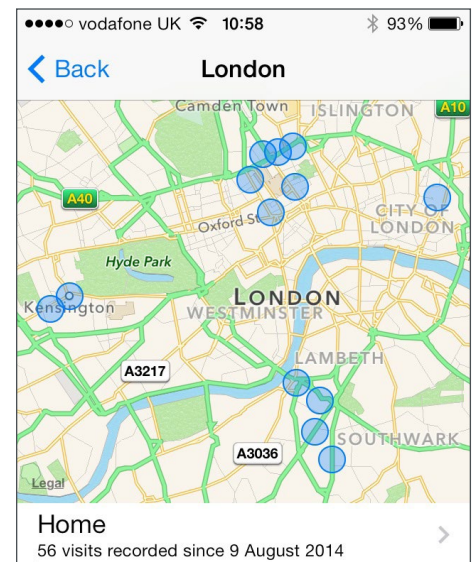 vodafone UK 10:58 93%
Back London
Camden Town
ISLINGTON
A10
A40
Oxford St
CITY OF
LONDON
Hyde Park
Kensington
LONDON
WESTMINSTER
LAMBETH
A3217
SOUTHWARK
A3036
Legal
Home
56 visits recorded since 9 August 2014